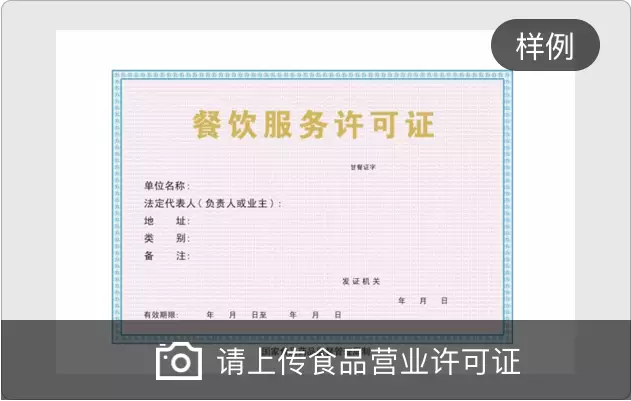 样例
餐饮服务许可证
甘餐证字
单位名称：
法定代表人（负责人或业主）：
地 址：
类 别：
备 注：
发证机关
年 月 日
有效期限： 年 月 日至 年 月 日
请上传食品营业许可证